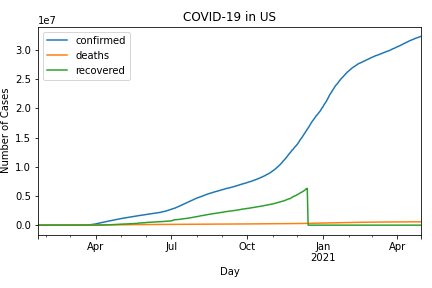 COVID-19 in US
1e7
confirmed
deaths
recovered
Number of Cases
3.0
2.5
2.0
1.5
1.0
0.5
0.0
Apr
Jul
Oct
Jan
2021
Apr
Day